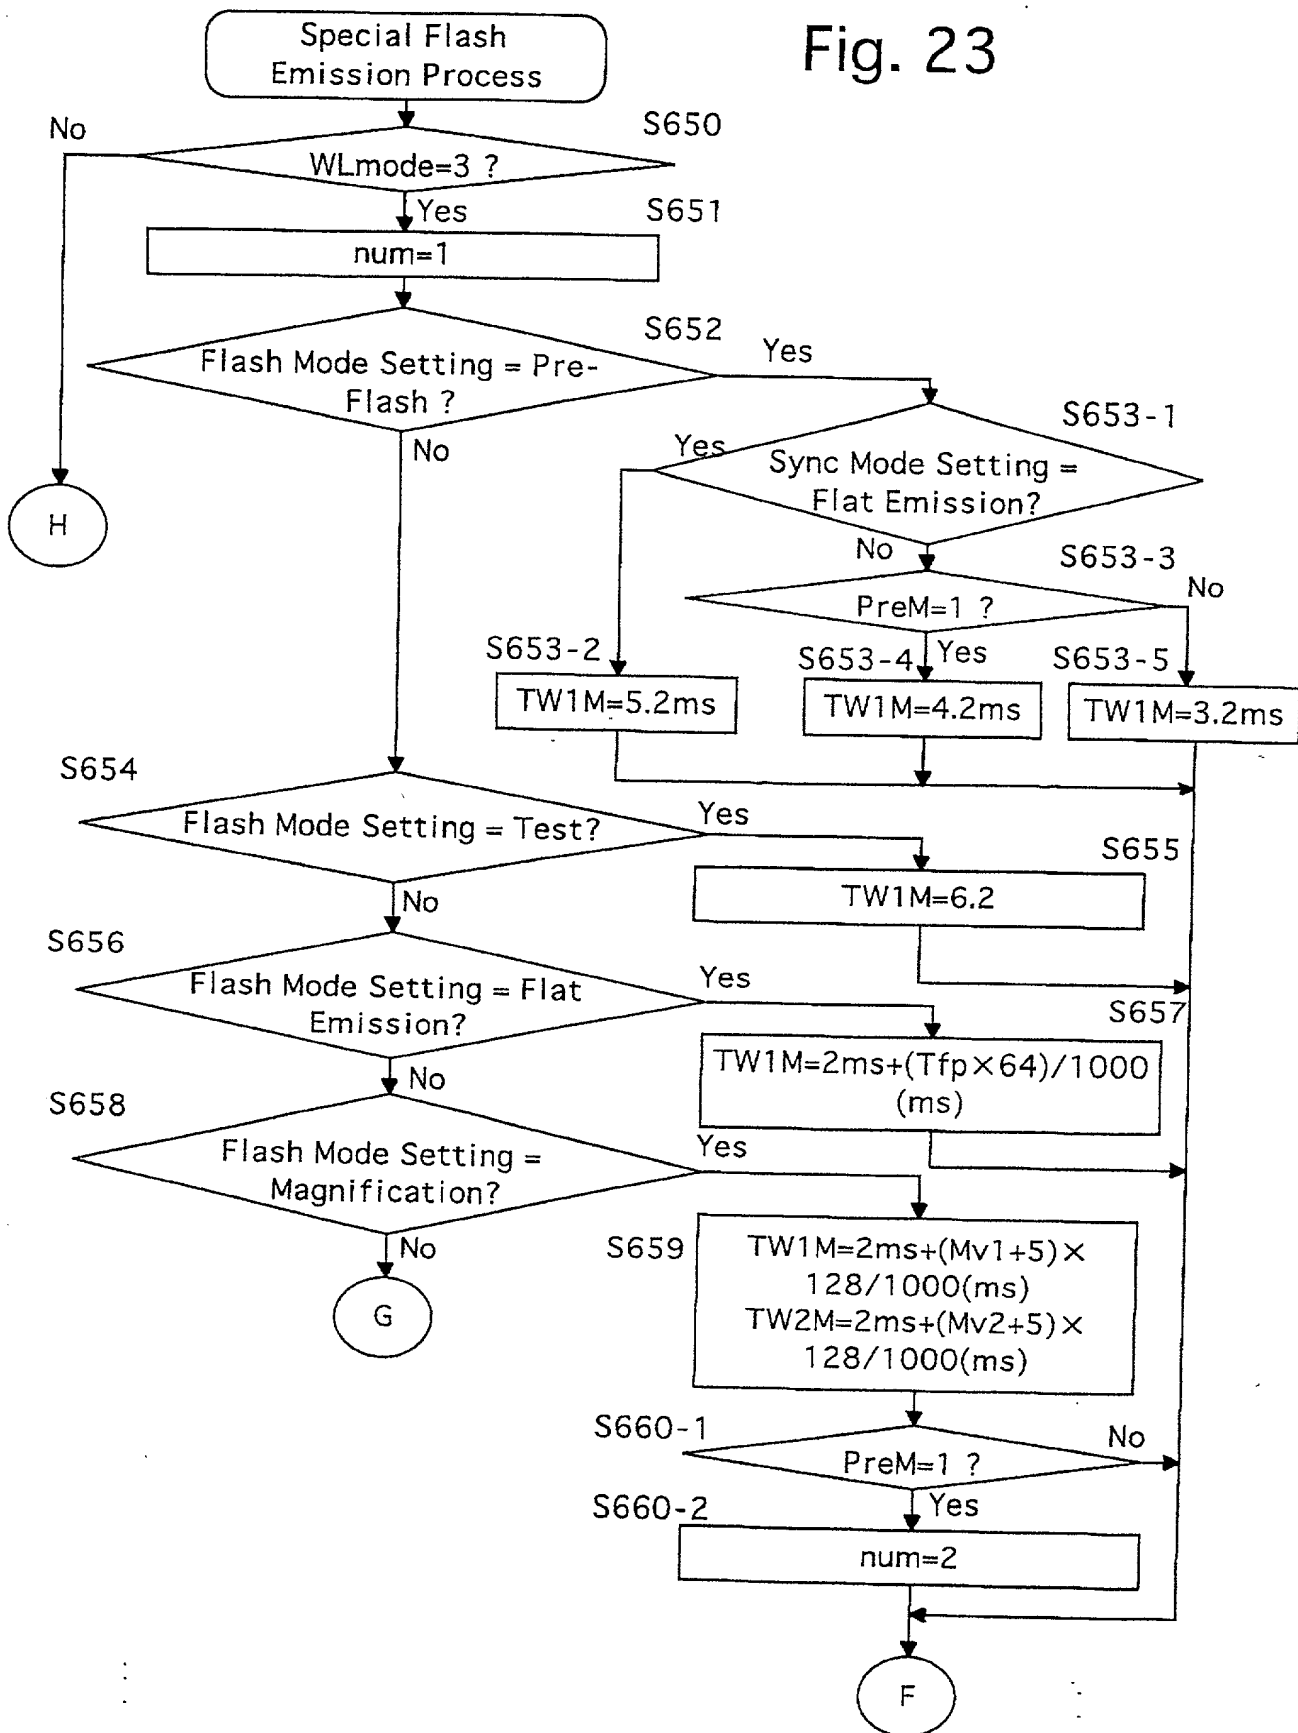 Fig. 23
Special Flash
Emission Process
No
S650
WLmode=3 ?
Yes
S651
num=1
S652
Flash Mode Setting = Pre-
Flash ?
Yes
No
S653-1
Yes
Sync Mode Setting =
Flat Emission?
H
No
S653-3
PreM=1 ?
No
S653-2
S653-4
Yes
S653-5
TW1M=5.2ms
TW1M=4.2ms
TW1M=3.2ms
S654
Flash Mode Setting = Test?
Yes
S655
TW1M=6.2
No
S656
Flash Mode Setting = Flat
Emission?
Yes
S657
TW1M=2ms+(Tfp×64)/1000
(ms)
No
S658
Flash Mode Setting =
Magnification?
Yes
No
S659
TW1M=2ms+(Mv1+5)×
128/1000(ms)
TW2M=2ms+(Mv2+5)×
128/1000(ms)
G
S660-1
PreM=1 ?
No
Yes
S660-2
num=2
F